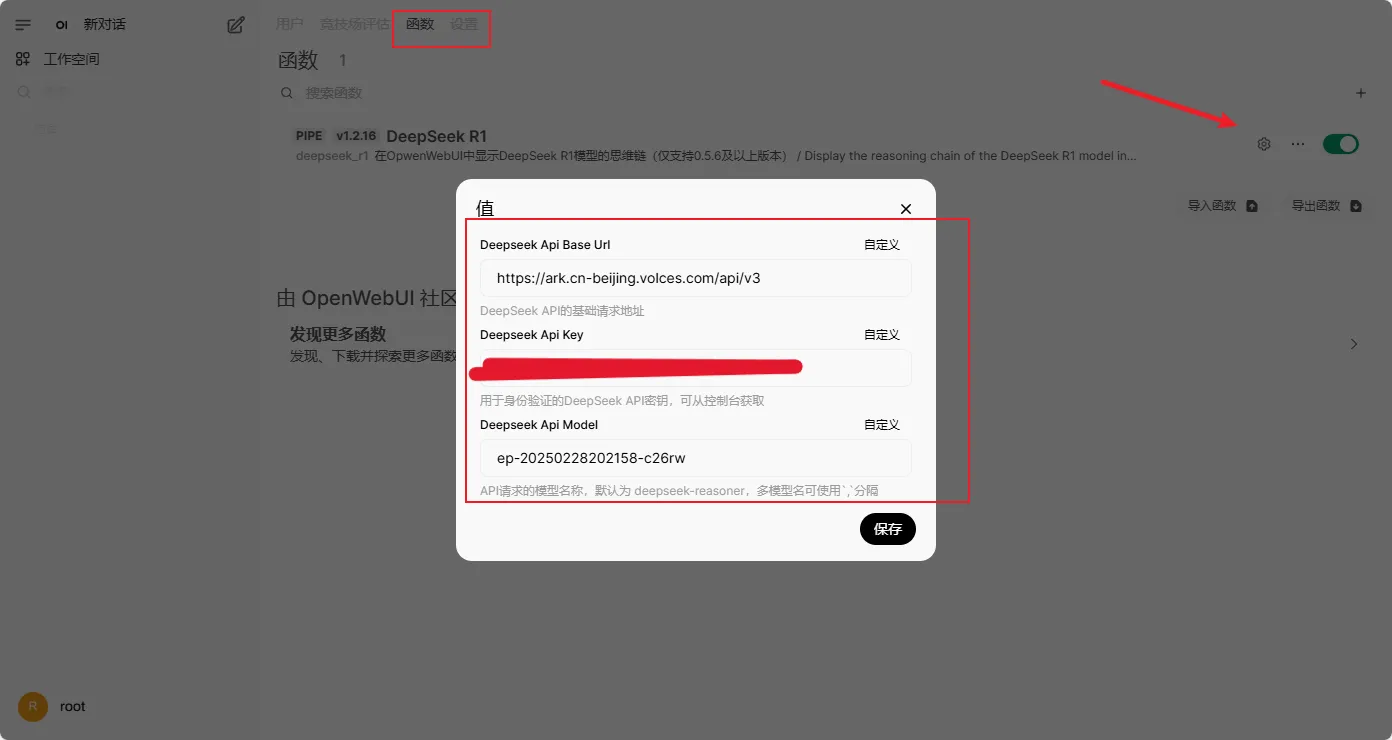 OI 新对话
工作空间
用户 竞技场评估 函数 设置
函数 1
搜索函数
PIPE v1.2.16 DeepSeek R1
deepseek_r1 在OpwenWebUI中显示DeepSeek R1模型的思维链（仅支持0.5.6及以上版本） / Display the reasoning chain of the DeepSeek R1 model in...
导入函数 导出函数
由 OpenWebUI 社区
发现更多函数
发现、下载并探索更多函数
值
Deepseek Api Base Url 自定义
https://ark.cn-beijing.volces.com/api/v3
DeepSeek API的基础请求地址
Deepseek Api Key 自定义
用于身份验证的DeepSeek API密钥，可从控制台获取
Deepseek Api Model 自定义
ep-20250228202158-c26rw
API请求的模型名称，默认为 deepseek-reasoner，多模型名可使用`,`分隔
保存
R root